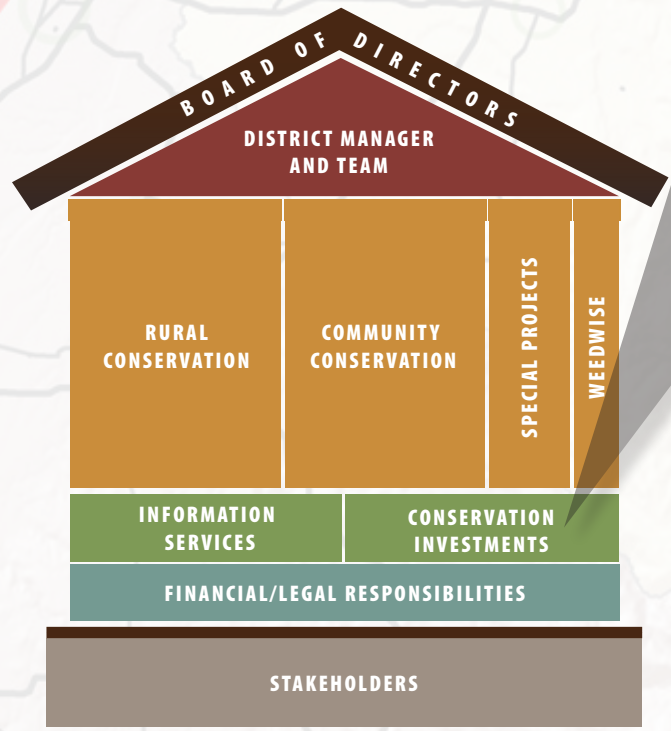 BOARD OF DIRECTORS
DISTRICT MANAGER
AND TEAM
RURAL
CONSERVATION
COMMUNITY
CONSERVATION
SPECIAL PROJECTS
WEEDWISE
INFORMATION
SERVICES
CONSERVATION
INVESTMENTS
FINANCIAL/LEGAL RESPONSIBILITIES
STAKEHOLDERS